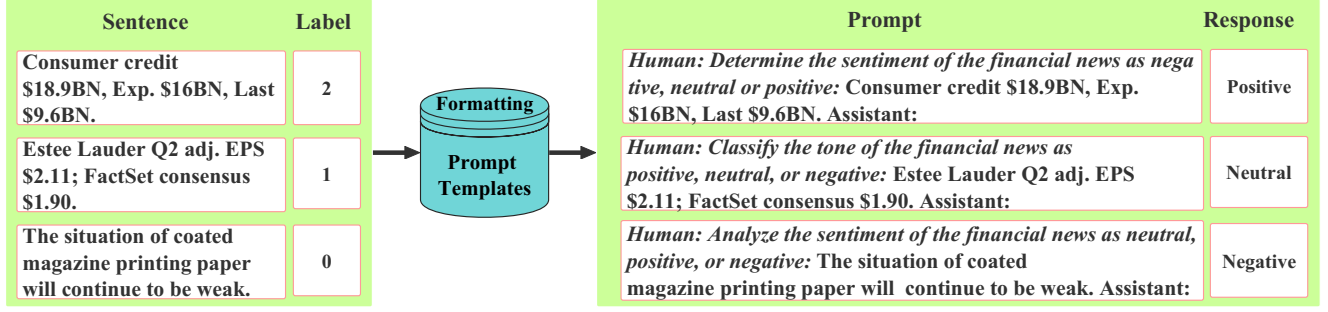 Sentence Label
Consumer credit
$18.9BN, Exp. $16BN, Last
$9.6BN.
2
Estee Lauder Q2 adj. EPS
$2.11; FactSet consensus
$1.90.
1
The situation of coated
magazine printing paper
will continue to be weak.
0
Formatting
Prompt
Templates
Prompt Response
Human: Determine the sentiment of the financial news as nega
tive, neutral or positive: Consumer credit $18.9BN, Exp.
$16BN, Last $9.6BN. Assistant:
Positive
Human: Classify the tone of the financial news as
positive, neutral, or negative: Estee Lauder Q2 adj. EPS
$2.11; FactSet consensus $1.90. Assistant:
Neutral
Human: Analyze the sentiment of the financial news as neutral,
positive, or negative: The situation of coated
magazine printing paper will continue to be weak. Assistant:
Negative